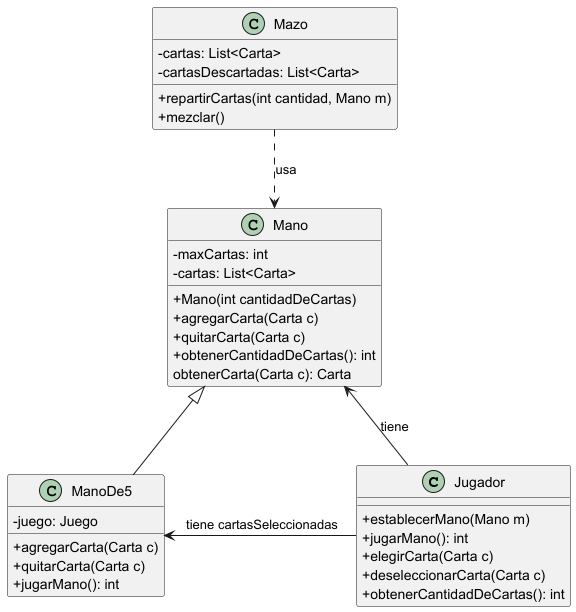 C Mazo
-cartas: List<Carta>
-cartasDescartadas: List<Carta>
+repartirCartas(int cantidad, Mano m)
+mezclar()
usa
C Mano
-maxCartas: int
-cartas: List<Carta>
+Mano(int cantidadDeCartas)
+agregarCarta(Carta c)
+quitarCarta(Carta c)
+obtenerCantidadDeCartas(): int
obtenerCarta(Carta c): Carta
tiene
C ManoDe5
-juego: Juego
+agregarCarta(Carta c)
+quitarCarta(Carta c)
+jugarMano(): int
tiene cartasSeleccionadas
C Jugador
+establecerMano(Mano m)
+jugarMano(): int
+elegirCarta(Carta c)
+deseleccionarCarta(Carta c)
+obtenerCantidadDeCartas(): int